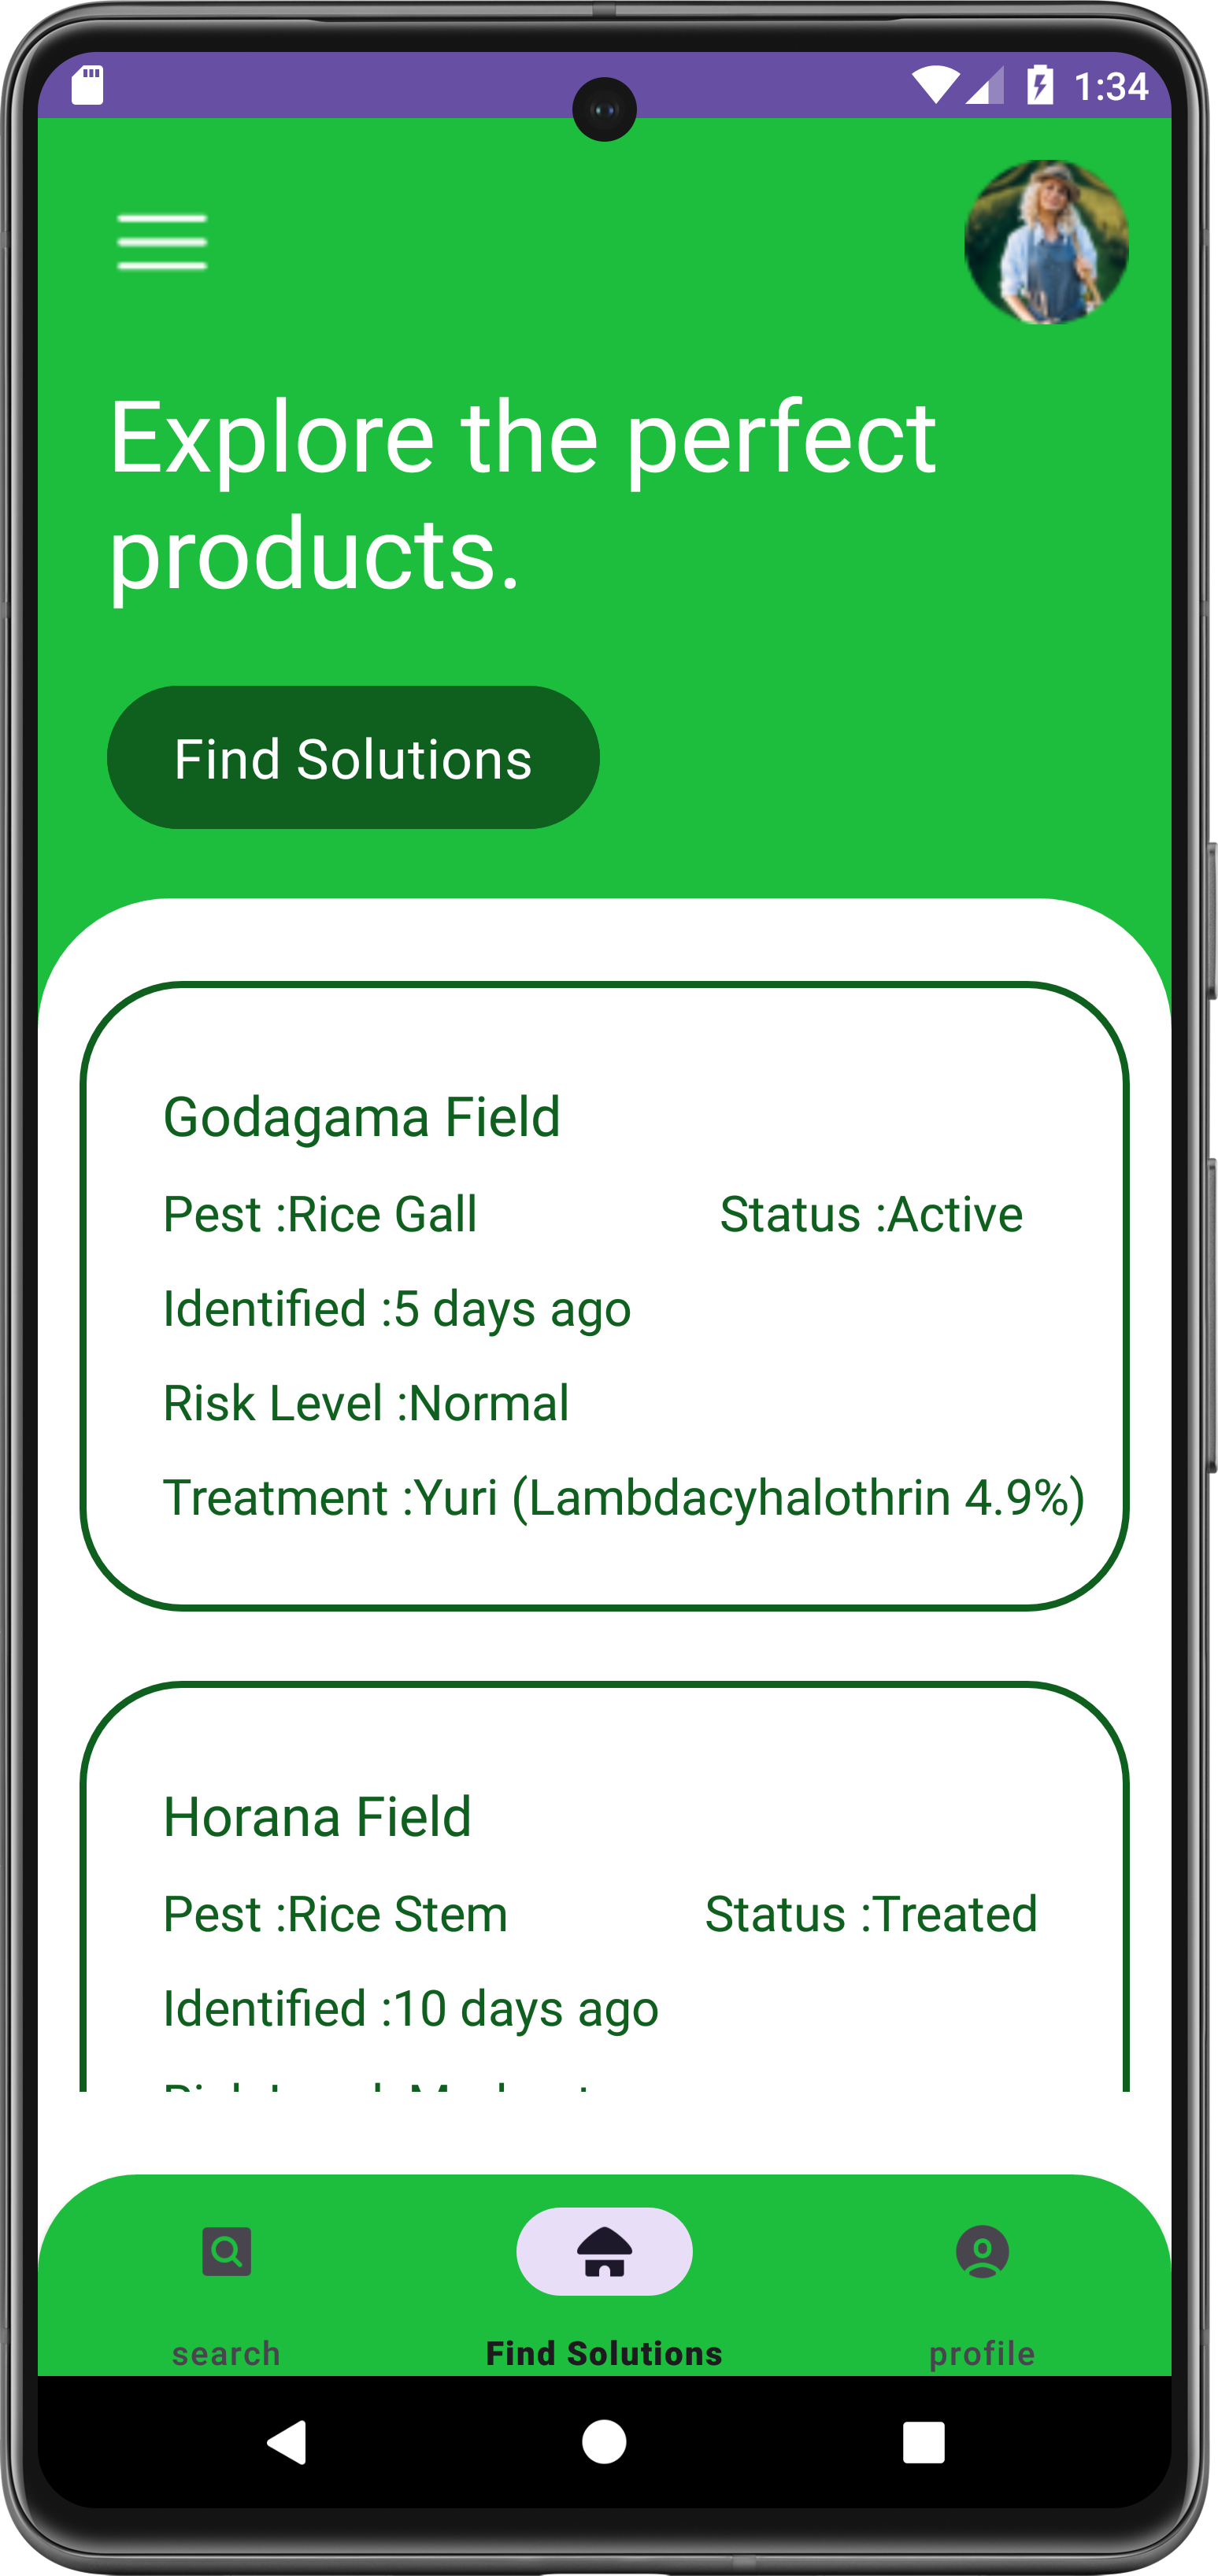 1:34
Explore the perfect
products.
Find Solutions
Godagama Field
Pest :Rice Gall Status :Active
Identified :5 days ago
Risk Level :Normal
Treatment :Yuri (Lambdacyhalothrin 4.9%)
Horana Field
Pest :Rice Stem Status :Treated
Identified :10 days ago
search Find Solutions profile